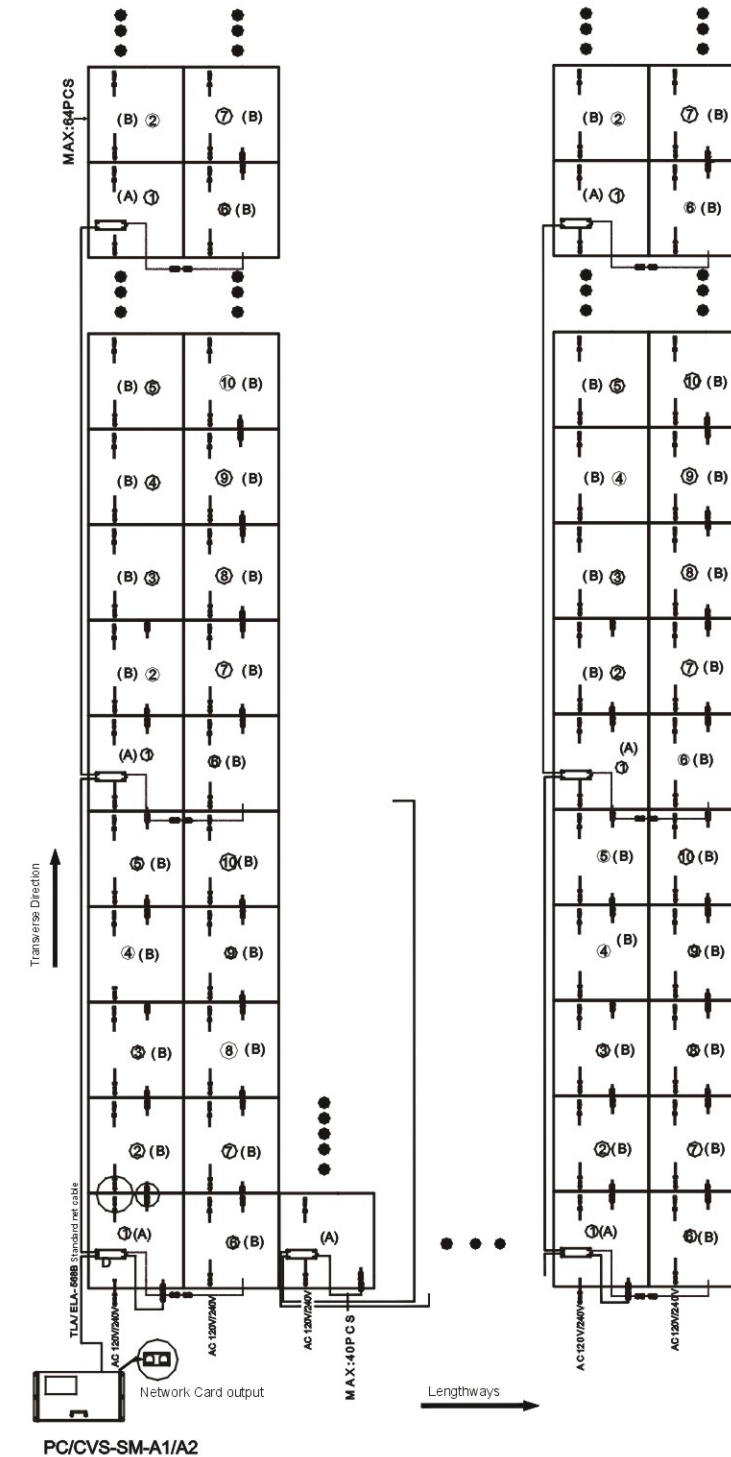 MAX:64PCS
(B) 2
7 (B)
(A) 1
6 (B)
(B) 5
10 (B)
(B) 4
9 (B)
(B) 3
8 (B)
(B) 2
7 (B)
(A) 1
6 (B)
5 (B)
10(B)
4 (B)
9 (B)
3 (B)
8 (B)
2 (B)
7 (B)
1(A)
6 (B)
(A)
D
Transverse Direction
TLA/ ELA- 568B Standard net cable
AC 120V/240V
AC 120V/240V
AC 120V/240V
MAX:40PCS
Network Card output
Lengthways
PC/CVS-SM-A1/A2
(B) 2
7 (B)
(A) 1
6 (B)
(B) 5
10 (B)
(B) 4
9 (B)
(B) 3
8 (B)
(B) 2
7 (B)
(A)
1
6 (B)
5 (B)
10 (B)
(B)
4
9 (B)
3 (B)
8 (B)
2(B)
7(B)
1(A)
6(B)
AC 120V/240V
AC120V/240V